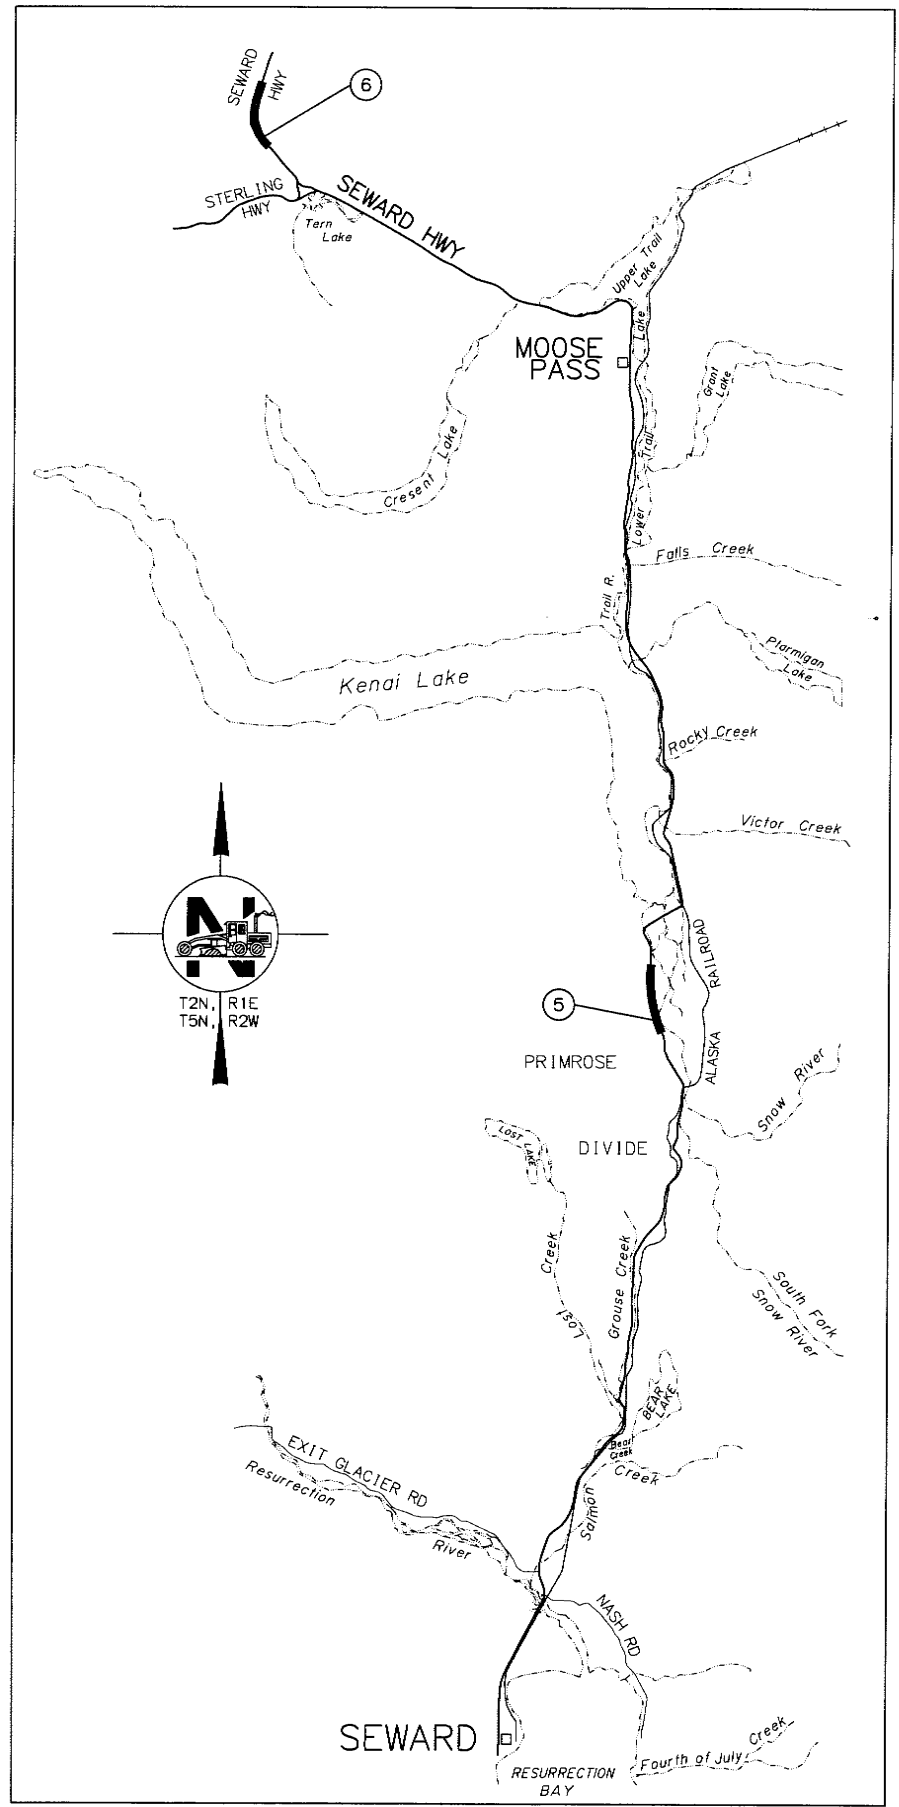 SEWARD
HWY
6
STERLING
HWY
SEWARD HWY
Tern
Lake
Upper Trail
Lake
MOOSE
PASS
Lower Trail Lake
Grant
Lake
Cresent Lake
Falls Creek
Trail R.
Ptarmigan
Lake
Kenai Lake
Rocky Creek
Victor Creek
N
T2N, R1E
T5N, R2W
ALASKA RAILROAD
5
PRIMROSE
Snow River
LOST LAKE
DIVIDE
Lost Creek
Grouse Creek
South Fork
Snow River
BEAR
LAKE
Bear
Creek
Salmon Creek
EXIT GLACIER RD
Resurrection River
NASH RD
SEWARD
RESURRECTION
BAY
Fourth of July Creek